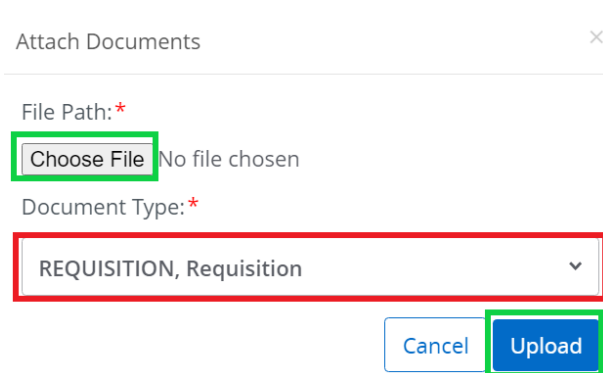 Attach Documents ×
File Path:*
Choose File No file chosen
Document Type:*
REQUISITION, Requisition
Cancel Upload